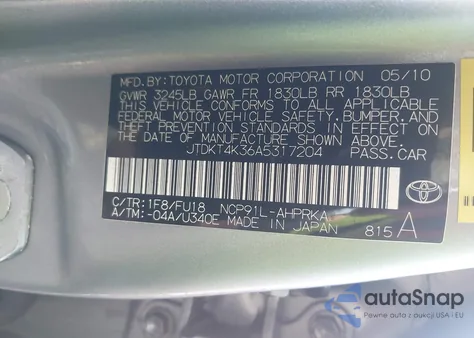 MFD. BY: TOYOTA MOTOR CORPORATION 05/10
GVWR 3245LB GAWR FR 1830LB RR 1830LB
THIS VEHICLE CONFORMS TO ALL APPLICABLE
FEDERAL MOTOR VEHICLE SAFETY, BUMPER, AND
THEFT PREVENTION STANDARDS IN EFFECT ON
THE DATE OF MANUFACTURE SHOWN ABOVE.
JTDKT4K36A5317204 PASS. CAR
C/TR: 1F8/FU18 NCP91L-AHPRKA
A/TM: -04A/U340E MADE IN JAPAN 815A
TOYOTA
autoSnap
Pewne auto z aukcji USA i EU